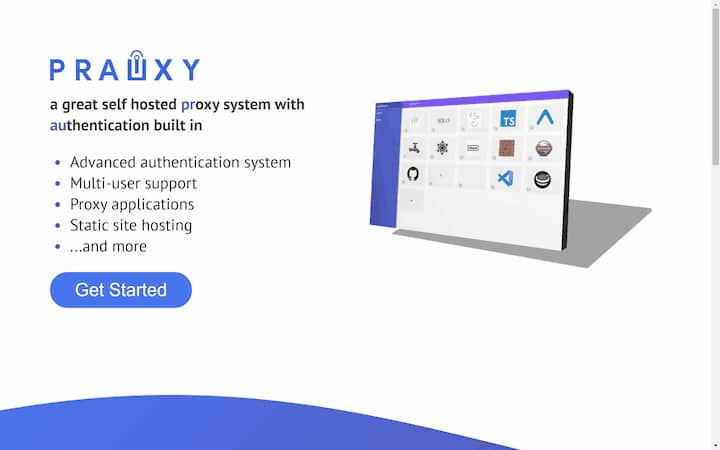 PRAUXY
a great self hosted proxy system with
authentication built in
Advanced authentication system
Multi-user support
Proxy applications
Static site hosting
...and more
Get Started
TS